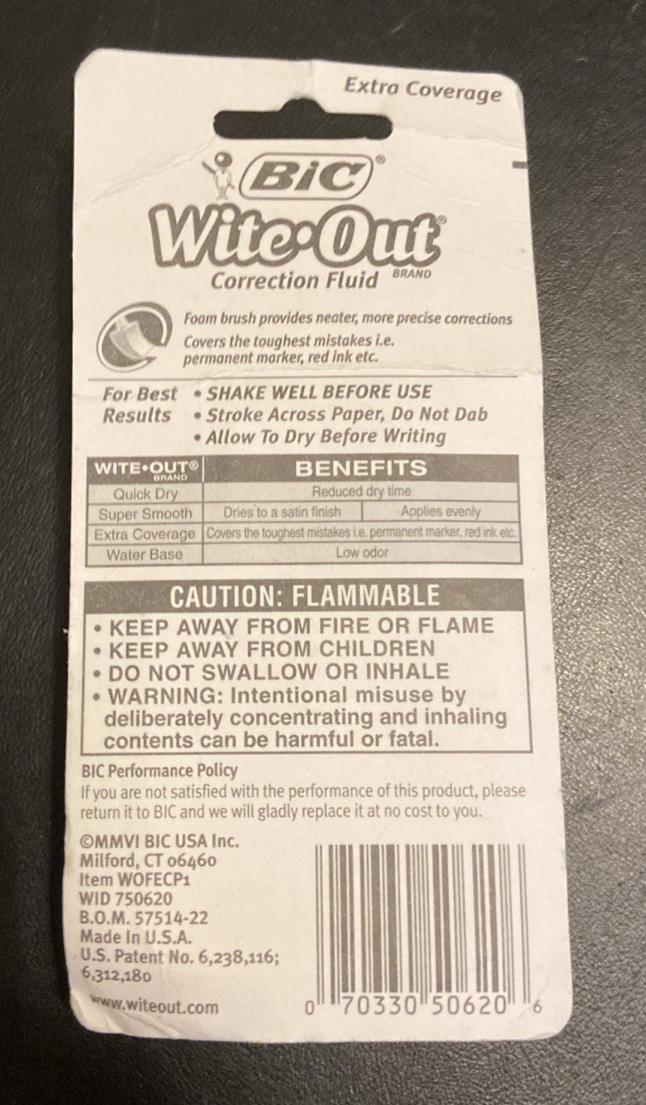 Extra Coverage
BiC®
Wite•Out®
Correction Fluid BRAND
Foam brush provides neater, more precise corrections
Covers the toughest mistakes i.e.
permanent marker, red ink etc.
For Best • SHAKE WELL BEFORE USE
Results • Stroke Across Paper, Do Not Dab
• Allow To Dry Before Writing
WITE•OUT® BENEFITS
BRAND
Quick Dry Reduced dry time
Super Smooth Dries to a satin finish Applies evenly
Extra Coverage Covers the toughest mistakes i.e. permanent marker, red ink etc.
Water Base Low odor
CAUTION: FLAMMABLE
• KEEP AWAY FROM FIRE OR FLAME
• KEEP AWAY FROM CHILDREN
• DO NOT SWALLOW OR INHALE
• WARNING: Intentional misuse by
deliberately concentrating and inhaling
contents can be harmful or fatal.
BIC Performance Policy
If you are not satisfied with the performance of this product, please
return it to BIC and we will gladly replace it at no cost to you.
©MMVI BIC USA Inc.
Milford, CT 06460
Item WOFECP1
WID 750620
B.O.M. 57514-22
Made In U.S.A.
U.S. Patent No. 6,238,116;
6,312,180
www.witeout.com
0 70330 50620 6